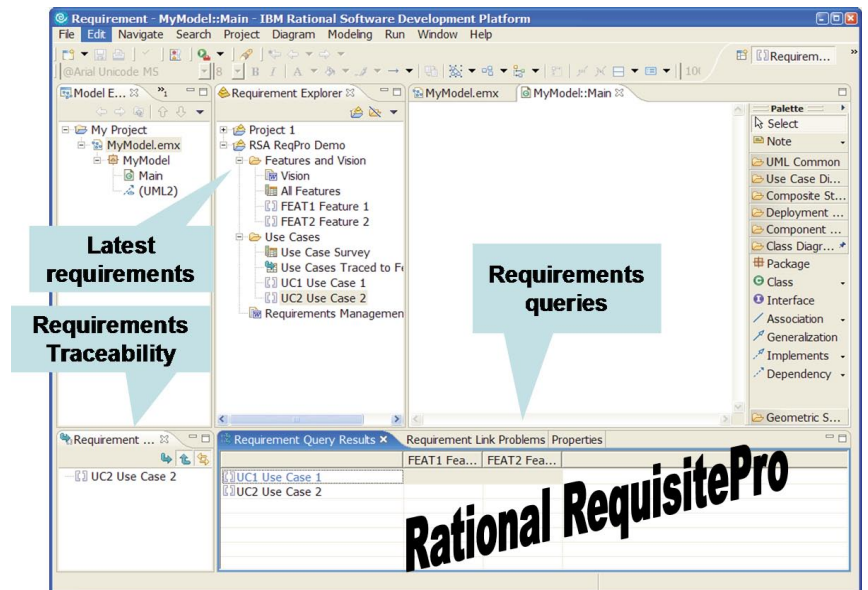 Requirement - MyModel::Main - IBM Rational Software Development Platform
File Edit Navigate Search Project Diagram Modeling Run Window Help
@Arial Unicode MS 8 B I A 100
Requirem... »
Model E... »1
Requirement Explorer
MyModel.emx
MyModel::Main
My Project
MyModel.emx
MyModel
Main
(UML2)
Project 1
RSA ReqPro Demo
Features and Vision
Vision
All Features
FEAT1 Feature 1
FEAT2 Feature 2
Use Cases
Use Case Survey
Use Cases Traced to Fe
UC1 Use Case 1
UC2 Use Case 2
Requirements Managemen
Palette
Select
Note
UML Common
Use Case Di...
Composite St...
Deployment ...
Component ...
Class Diagr...
Package
Class
Interface
Association
Generalization
Implements
Dependency
Geometric S...
Latest
requirements
Requirements
Traceability
Requirements
queries
Requirement ...
UC2 Use Case 2
Requirement Query Results
Requirement Link Problems
Properties
FEAT1 Fea... FEAT2 Fea...
UC1 Use Case 1
UC2 Use Case 2
Rational RequisitePro